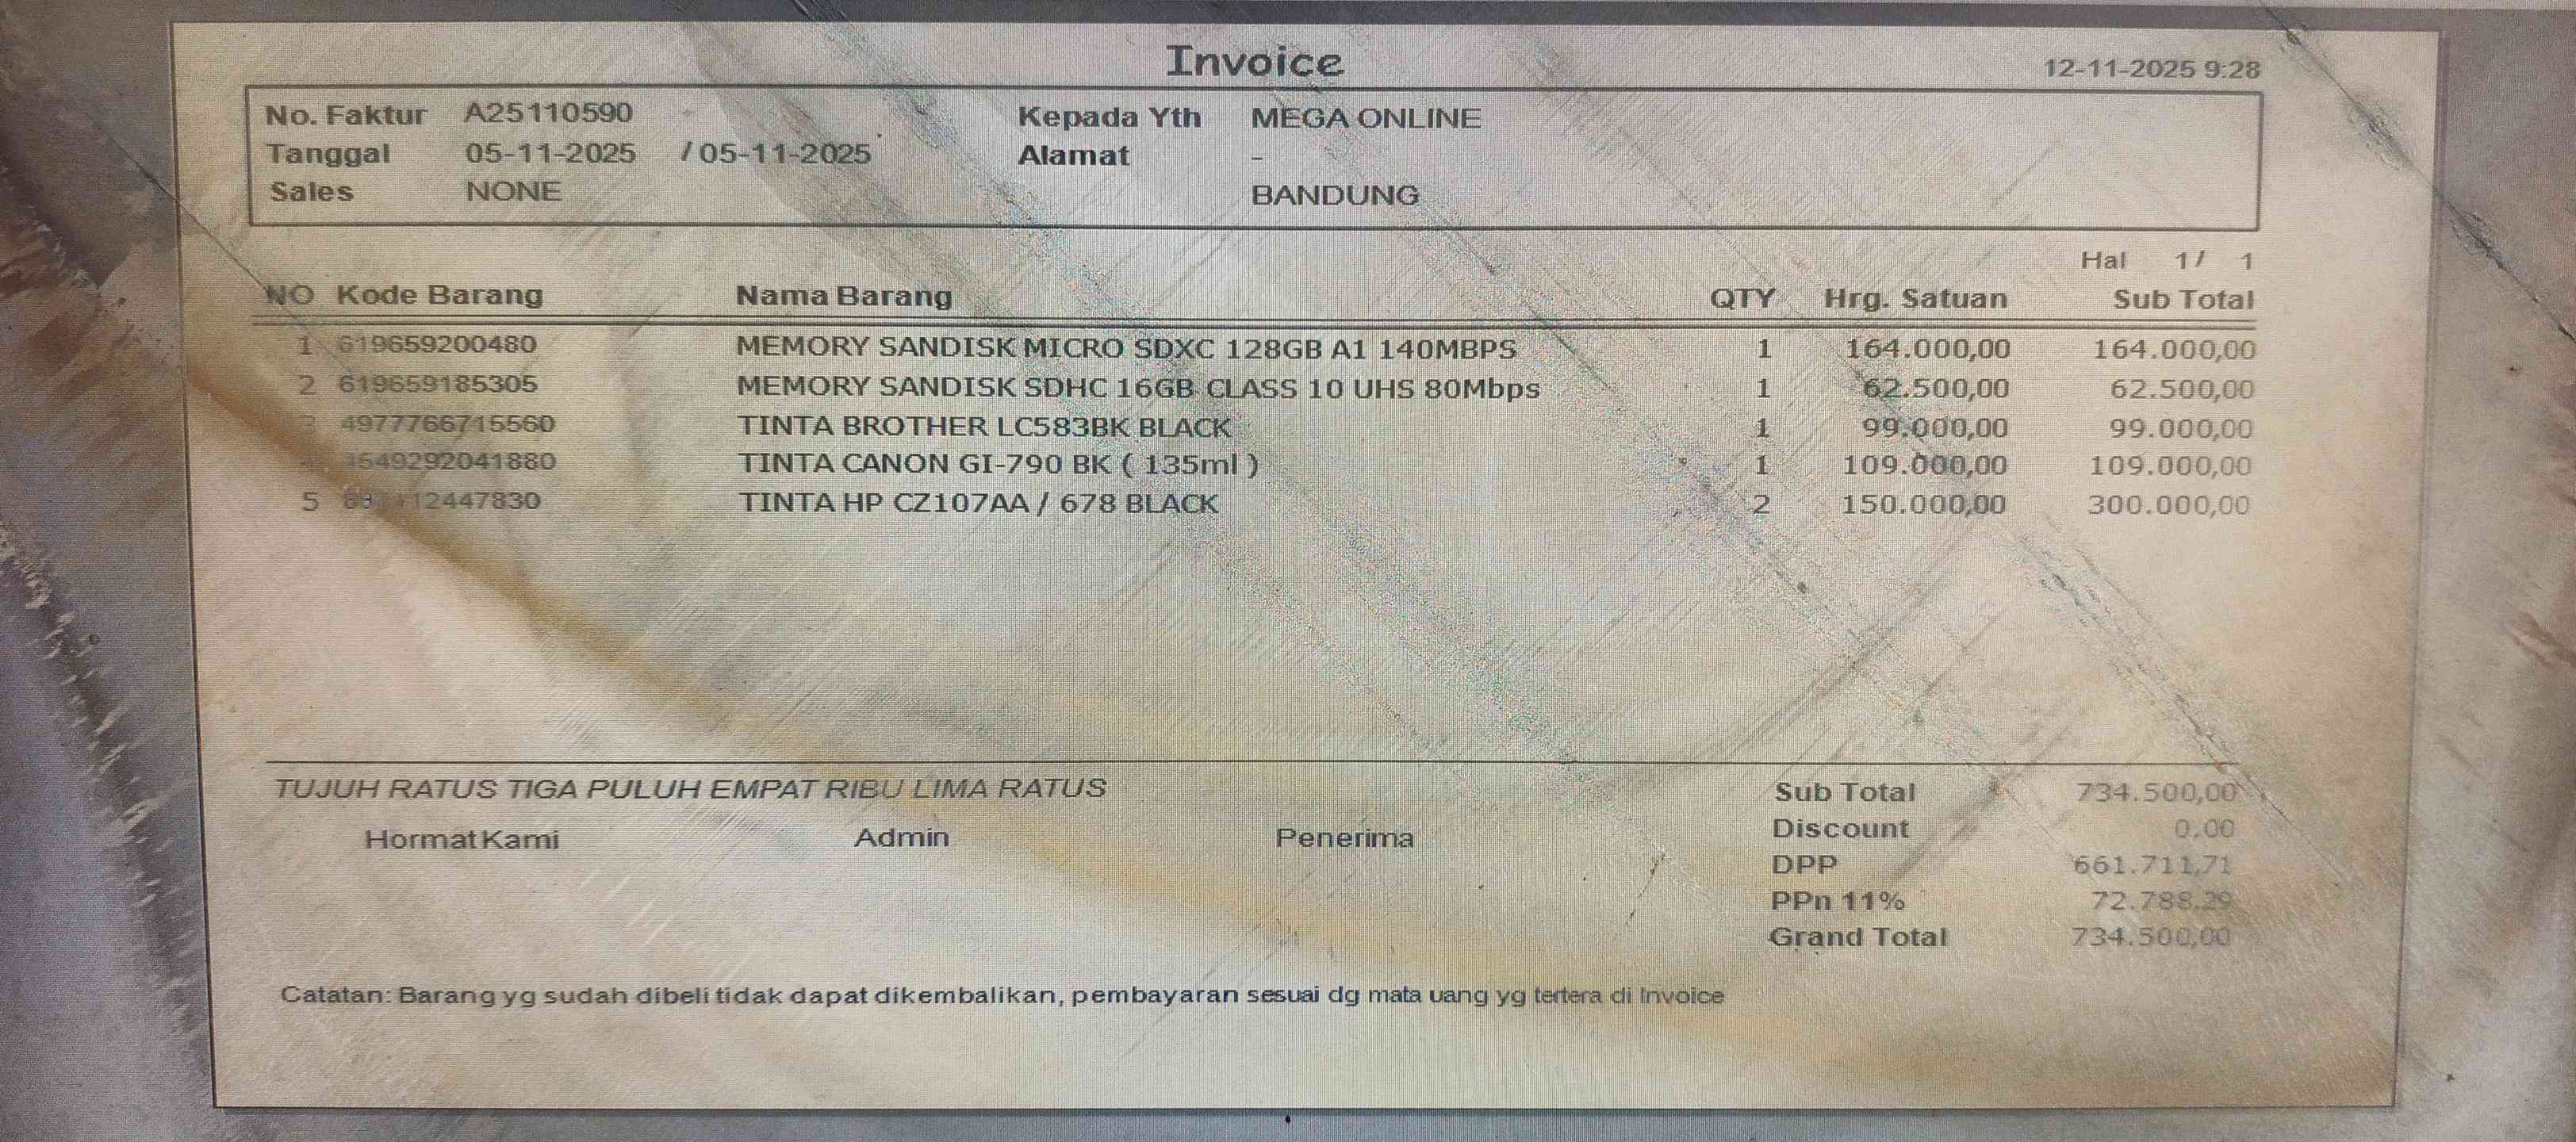 Invoice
12-11-2025 9:28
No. Faktur A25110590 Kepada Yth MEGA ONLINE
Tanggal 05-11-2025 / 05-11-2025 Alamat -
Sales NONE BANDUNG
Hal 1 / 1
NO Kode Barang Nama Barang QTY Hrg. Satuan Sub Total
1 619659200480 MEMORY SANDISK MICRO SDXC 128GB A1 140MBPS 1 164.000,00 164.000,00
2 619659185305 MEMORY SANDISK SDHC 16GB CLASS 10 UHS 80Mbps 1 62.500,00 62.500,00
3 4977766715560 TINTA BROTHER LC583BK BLACK 1 99.000,00 99.000,00
TINTA CANON GI-790 BK ( 135ml ) 1 109.000,00 109.000,00
5 TINTA HP CZ107AA / 678 BLACK 2 150.000,00 300.000,00
TUJUH RATUS TIGA PULUH EMPAT RIBU LIMA RATUS Sub Total 734.500,00
Hormat Kami Admin Penerima Discount 0.00
DPP 661.711,71
PPn 11% 72.788,29
Grand Total 734.500,00
Catatan: Barang yg sudah dibeli tidak dapat dikembalikan, pembayaran sesuai dg mata uang yg tertera di Invoice